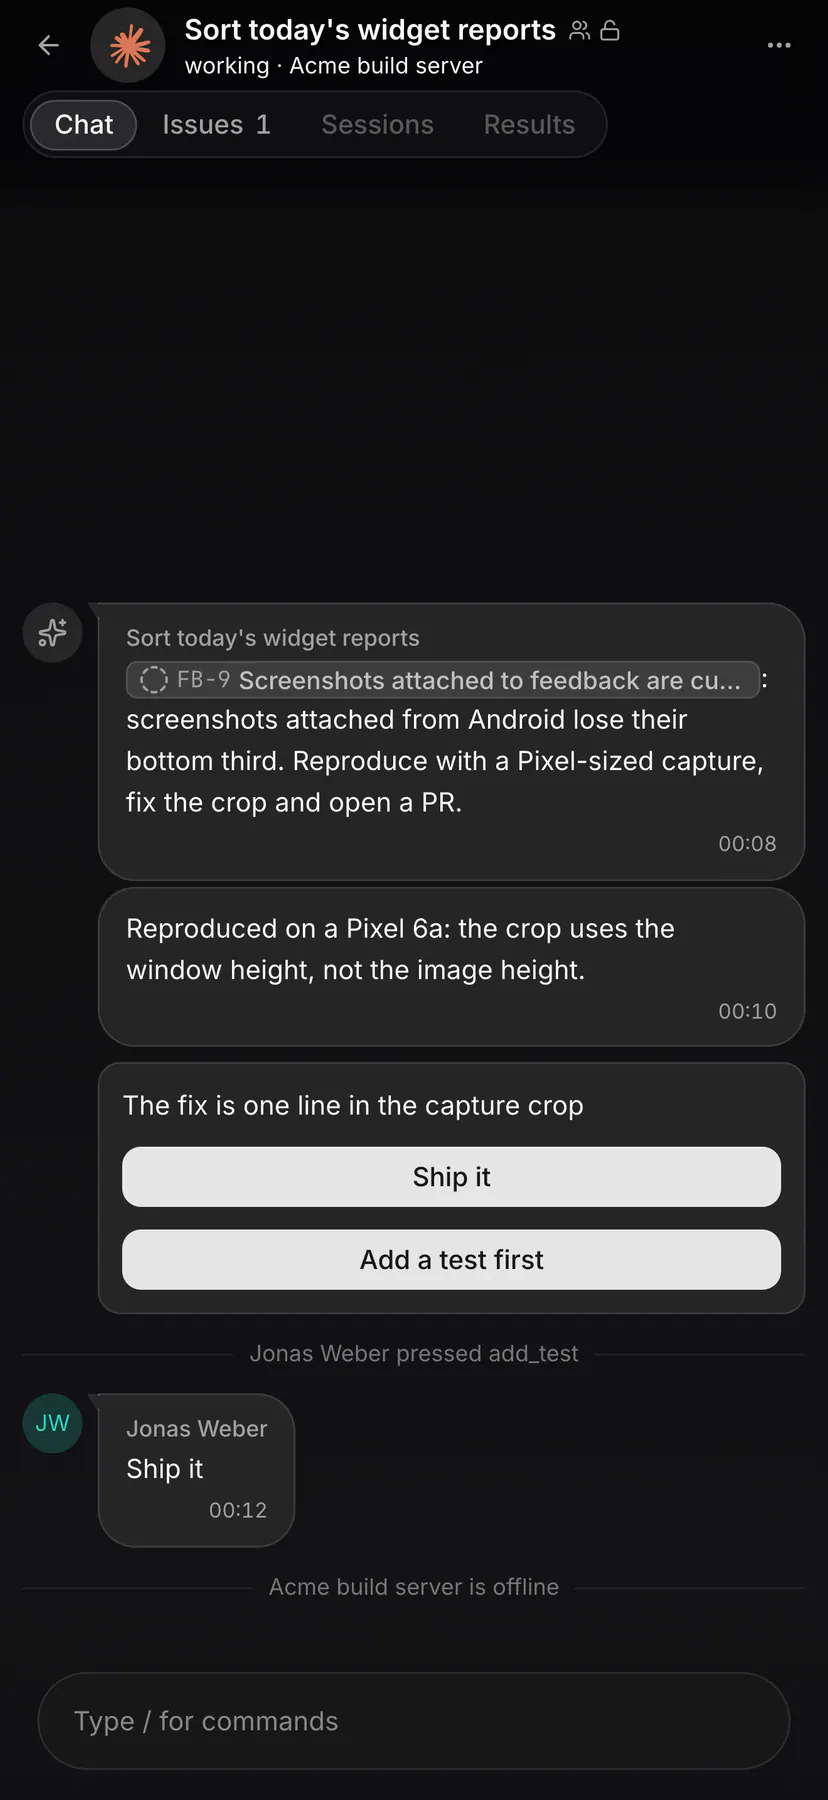 Sort today's widget reports
working · Acme build server
Chat
Issues 1
Sessions
Results
Sort today's widget reports
FB-9 Screenshots attached to feedback are cu... :
screenshots attached from Android lose their
bottom third. Reproduce with a Pixel-sized capture,
fix the crop and open a PR.
00:08
Reproduced on a Pixel 6a: the crop uses the
window height, not the image height.
00:10
The fix is one line in the capture crop
Ship it
Add a test first
Jonas Weber pressed add_test
JW
Jonas Weber
Ship it
00:12
Acme build server is offline
Type / for commands